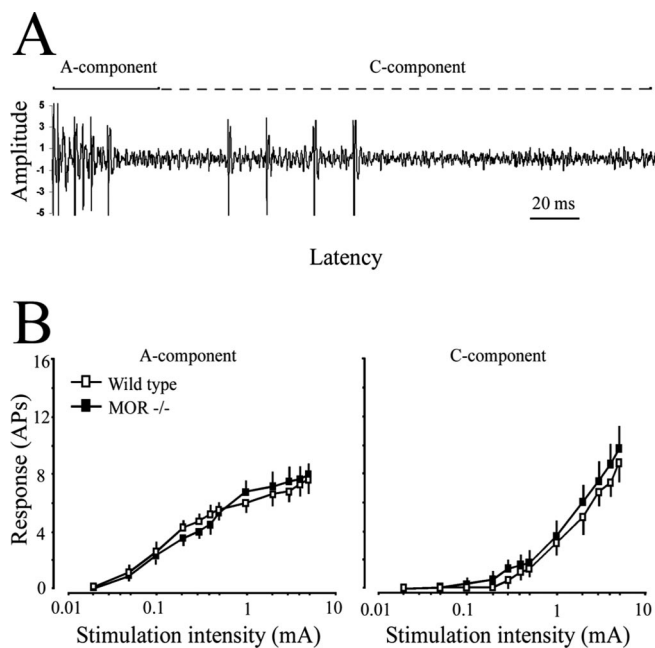 A
A-component C-component
Amplitude
5
3
1
-1
-3
-5
20 ms
Latency
B
A-component C-component
Response (APs)
16
12
8
4
0
Wild type
MOR -/-
0.01 0.1 1 10 0.01 0.1 1 10
Stimulation intensity (mA) Stimulation intensity (mA)